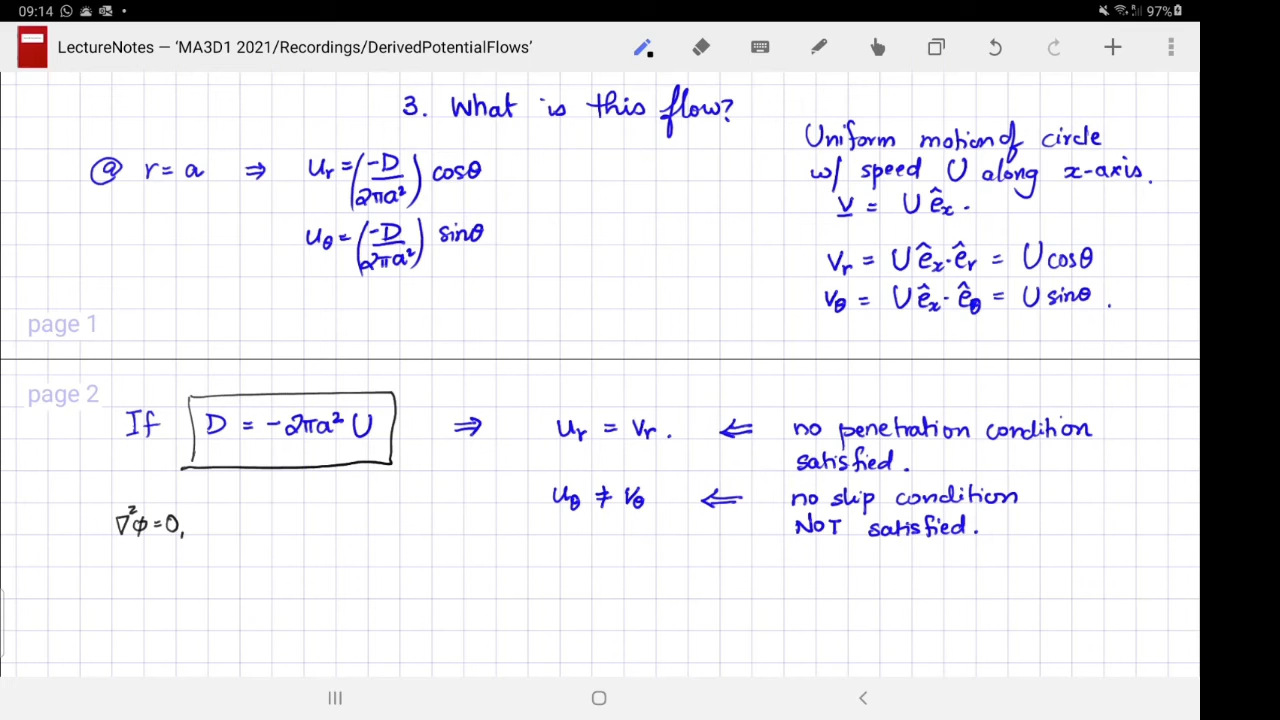 09:14
97%
LectureNotes — ‘MA3D1 2021/Recordings/DerivedPotentialFlows’
3. What is this flow?
@ r = a ⇒ u_r = (-D/2πa²) cosθ
u_θ = (-D/2πa²) sinθ
Uniform motion of circle
w/ speed U along x-axis.
v = U ê_x.
v_r = U ê_x · ê_r = U cosθ
v_θ = U ê_x · ê_θ = U sinθ.
page 1
page 2
If D = -2πa² U ⇒ u_r = v_r. ⇐ no penetration condition
satisfied.
u_θ ≠ v_θ ⇐ no slip condition
NOT satisfied.
∇²φ = 0,